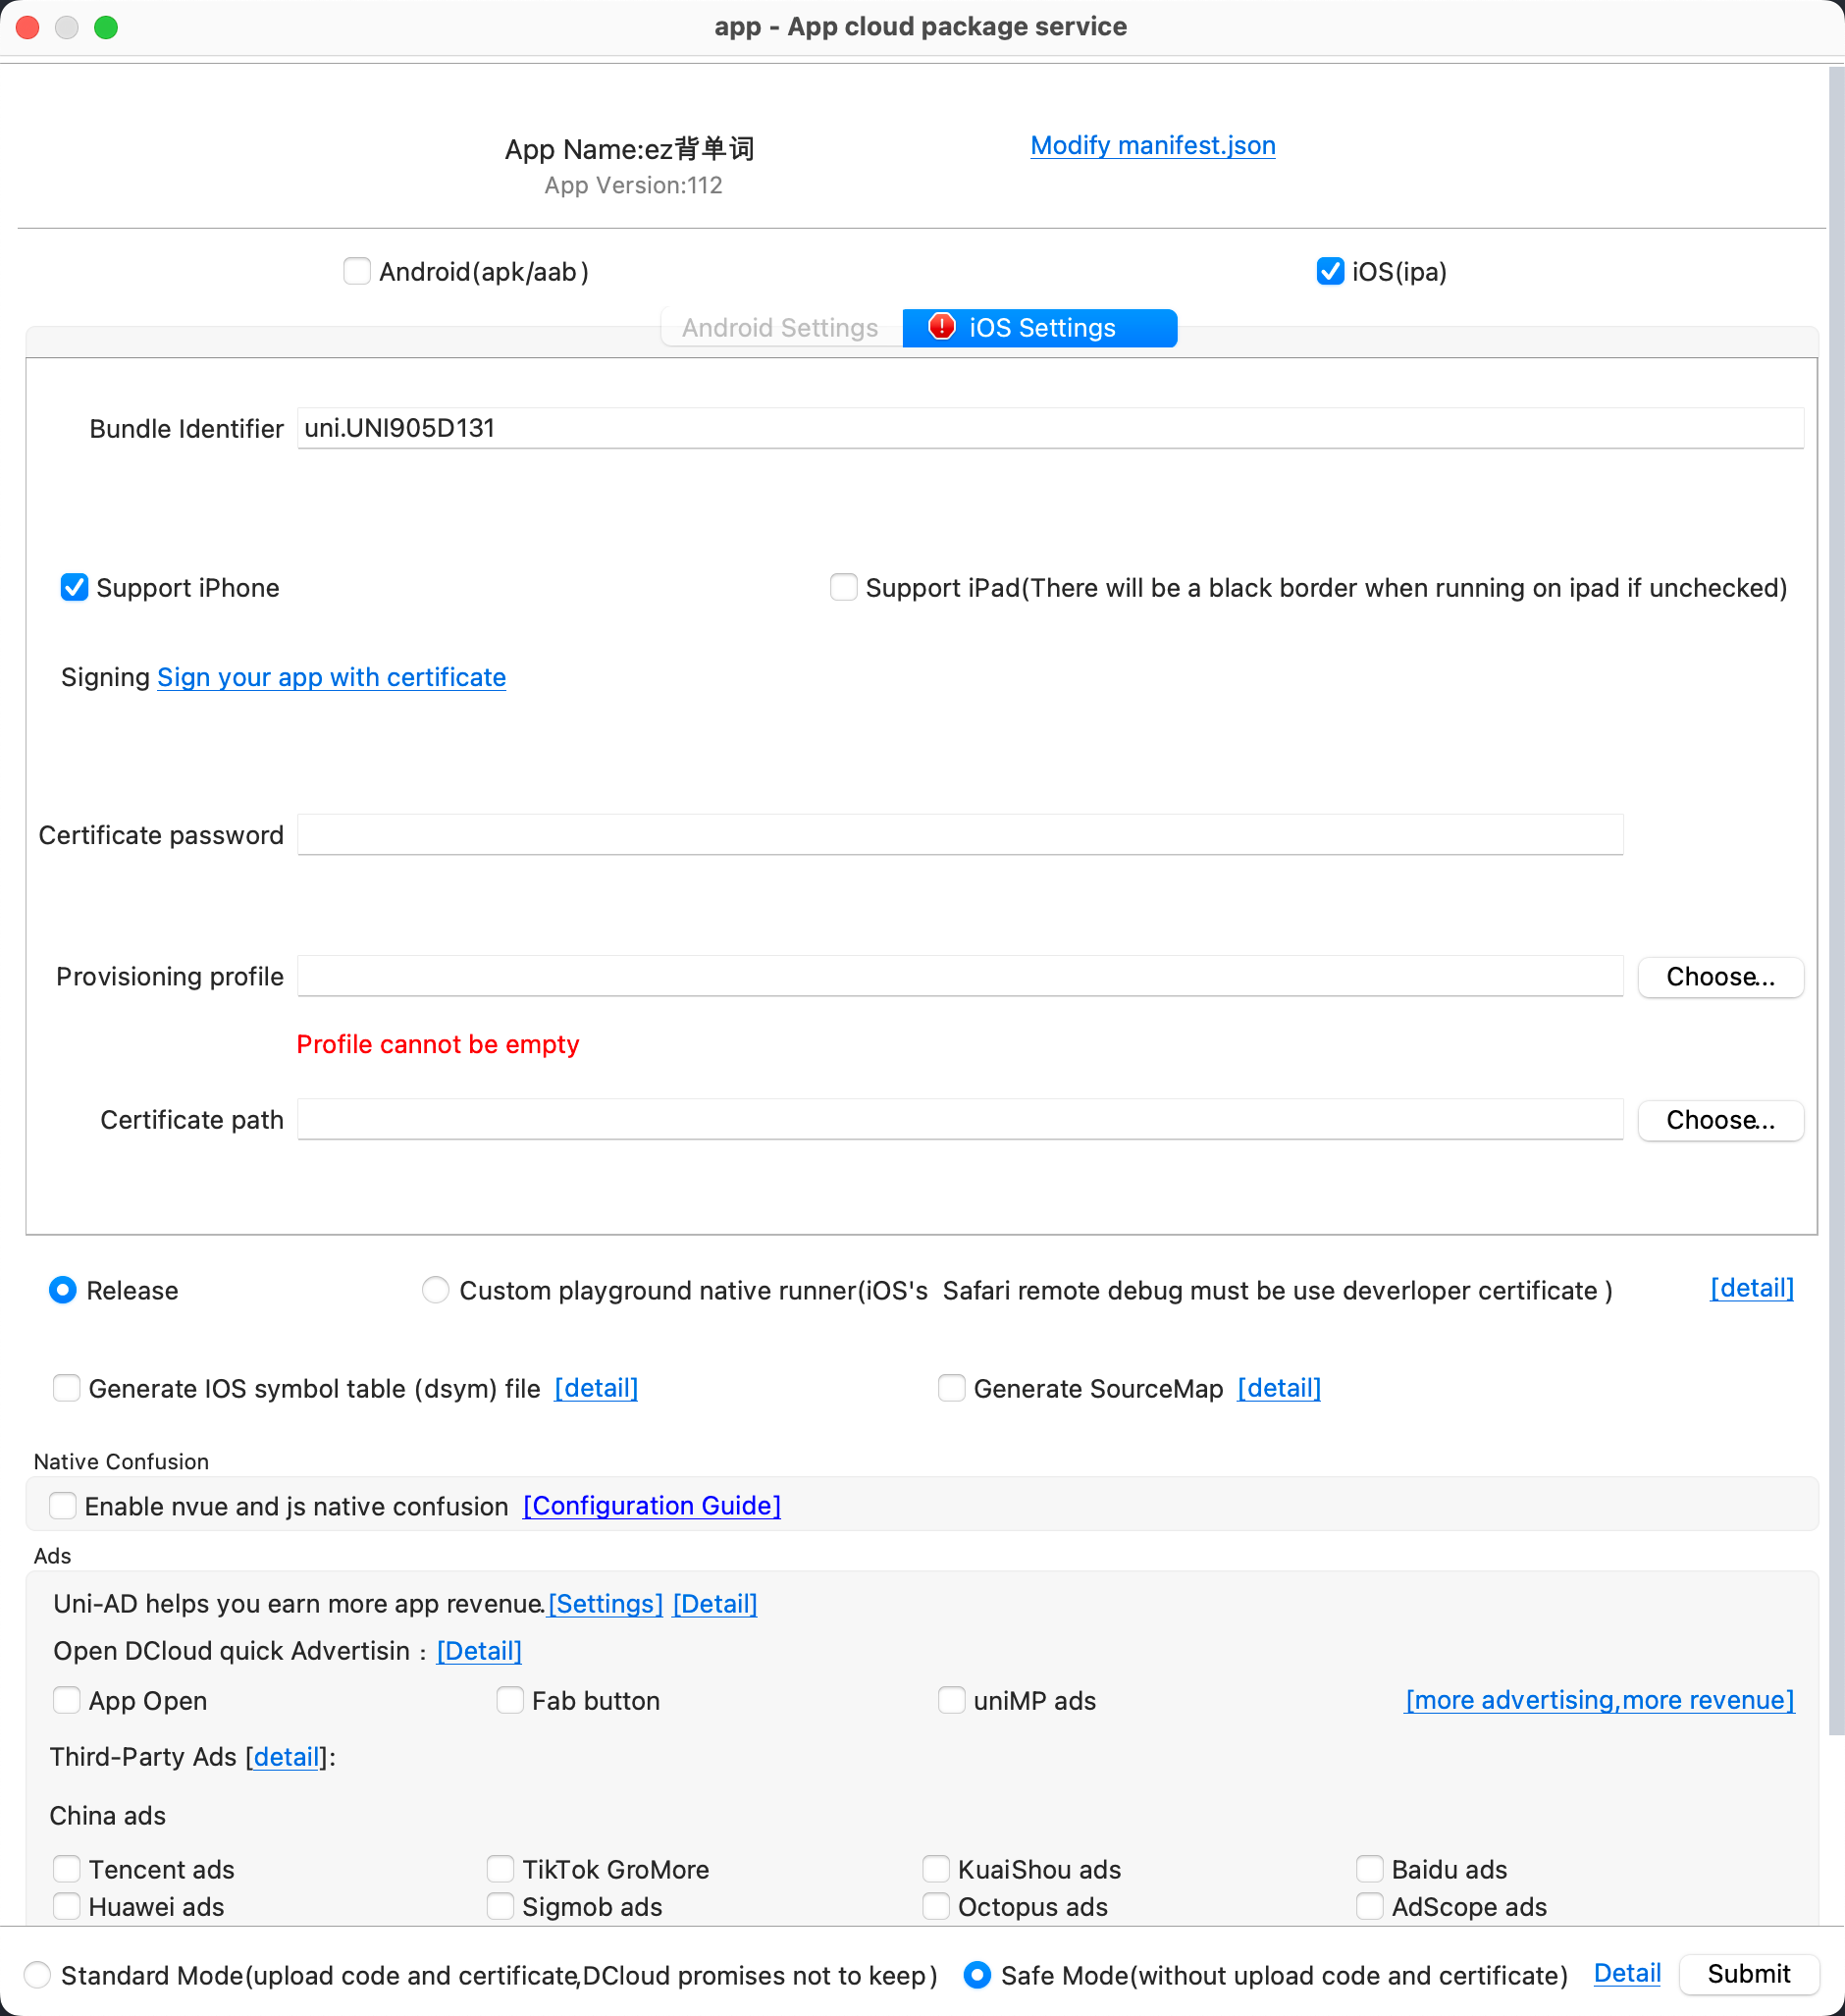 app - App cloud package service
App Name:ez背单词
Modify manifest.json
App Version:112
Android(apk/aab)
iOS(ipa)
Android Settings
iOS Settings
Bundle Identifier uni.UNI905D131
Support iPhone
Support iPad(There will be a black border when running on ipad if unchecked)
Signing Sign your app with certificate
Certificate password
Provisioning profile
Choose...
Profile cannot be empty
Certificate path
Choose...
Release
Custom playground native runner(iOS's  Safari remote debug must be use deverloper certificate )
[detail]
Generate IOS symbol table (dsym) file [detail]
Generate SourceMap [detail]
Native Confusion
Enable nvue and js native confusion [Configuration Guide]
Ads
Uni-AD helps you earn more app revenue.[Settings] [Detail]
Open DCloud quick Advertisin : [Detail]
App Open
Fab button
uniMP ads
[more advertising,more revenue]
Third-Party Ads [detail]:
China ads
Tencent ads
TikTok GroMore
KuaiShou ads
Baidu ads
Huawei ads
Sigmob ads
Octopus ads
AdScope ads
Standard Mode(upload code and certificate,DCloud promises not to keep)
Safe Mode(without upload code and certificate)
Detail
Submit